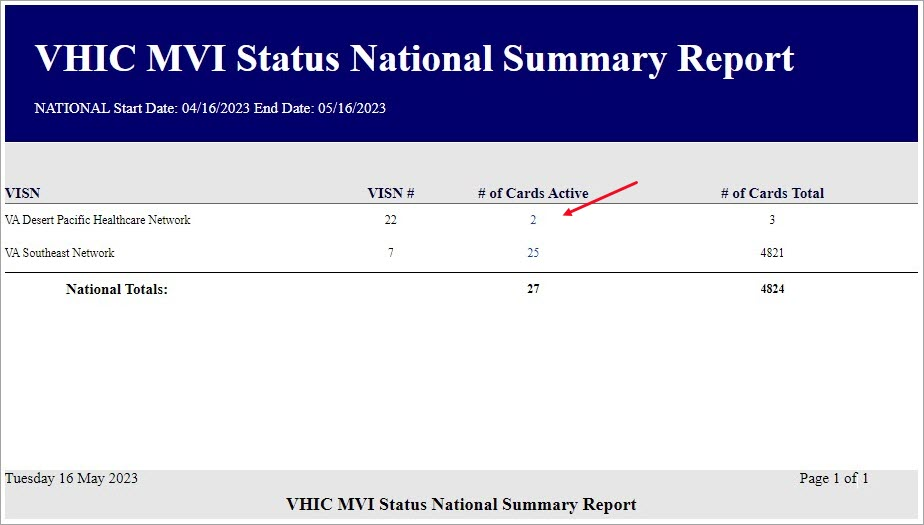 VHIC MVI Status National Summary Report
NATIONAL Start Date: 04/16/2023 End Date: 05/16/2023
VISN VISN # # of Cards Active # of Cards Total
VA Desert Pacific Healthcare Network 22 2 3
VA Southeast Network 7 25 4821
National Totals: 27 4824
Tuesday 16 May 2023 Page 1 of 1
VHIC MVI Status National Summary Report